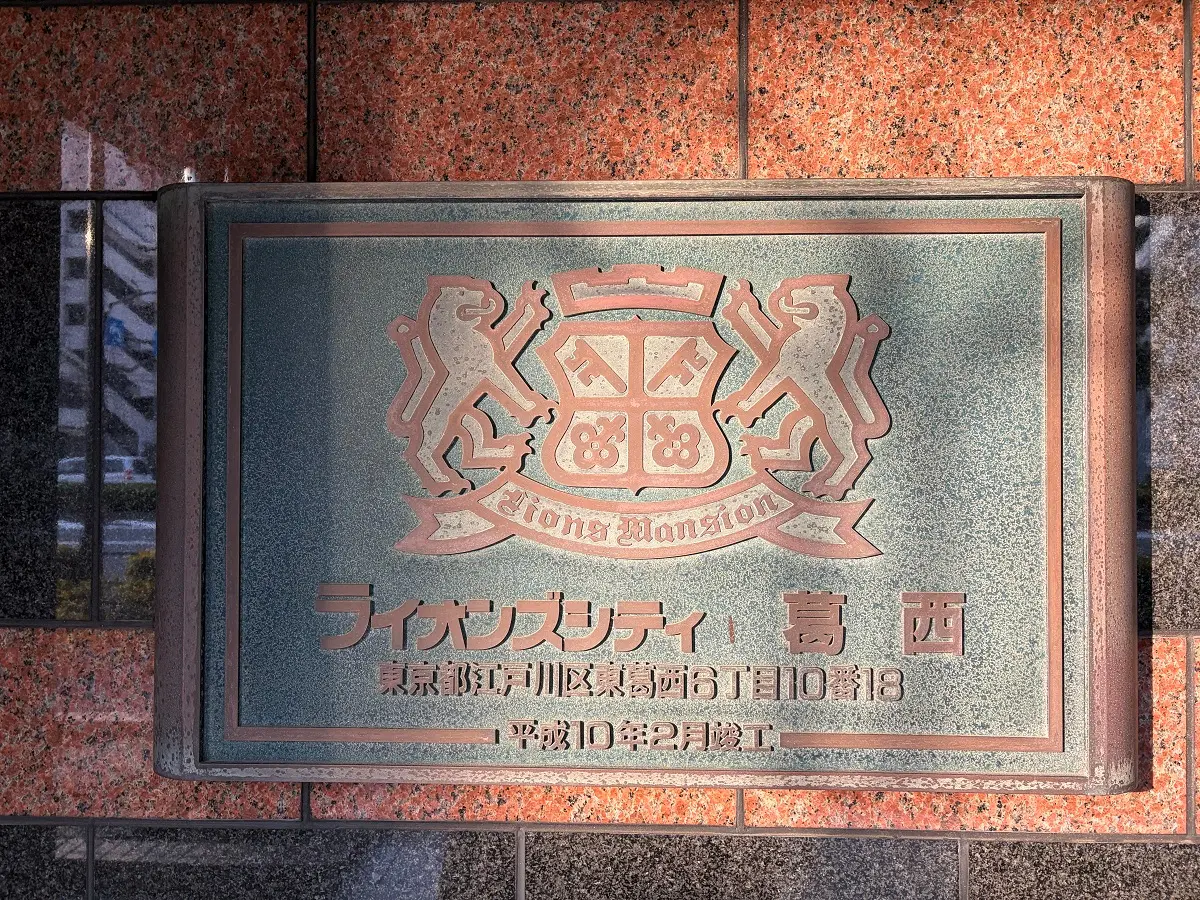 Lions Mansion
ライオンズシティ 葛西
東京都江戸川区東葛西6丁目10番18
平成10年2月竣工